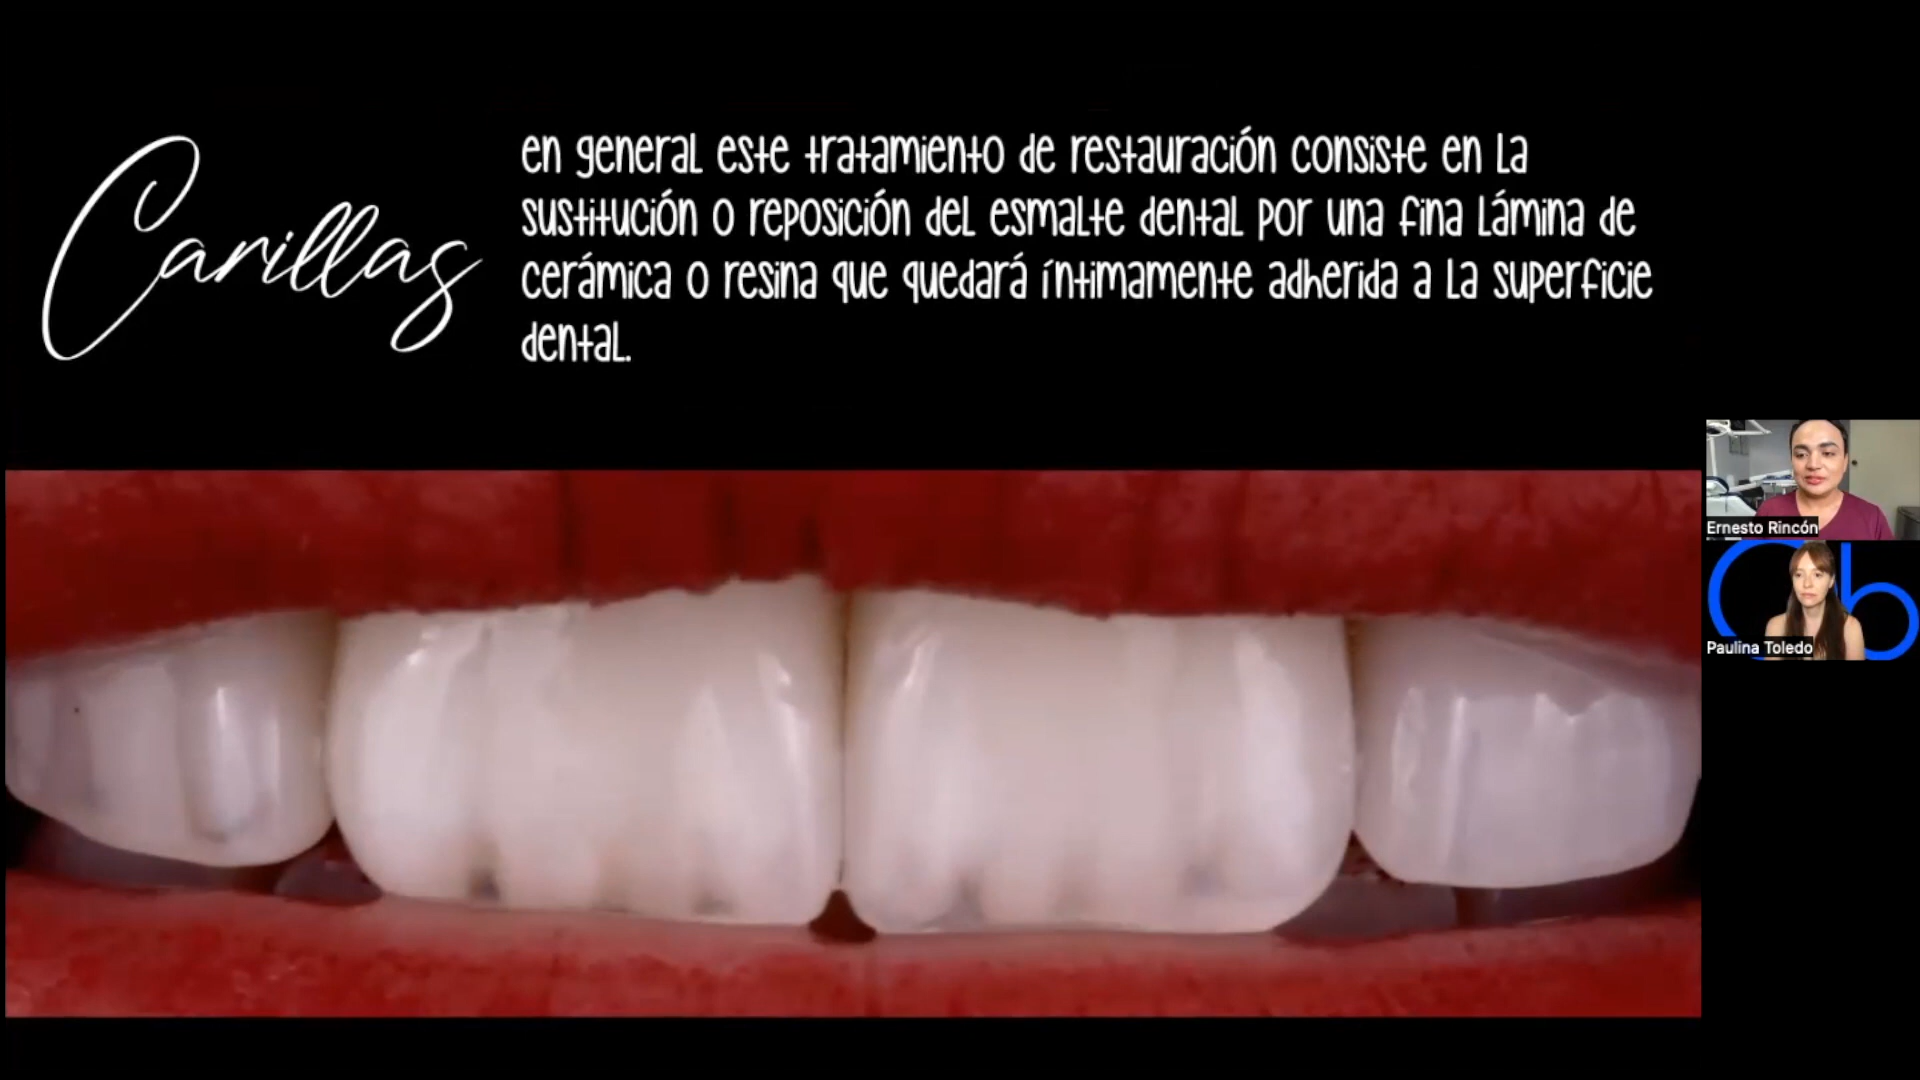 Carillas
en general este tratamiento de restauración consiste en la
sustitución o reposición del esmalte dental por una fina lámina de
cerámica o resina que quedará íntimamente adherida a la superficie
dental.
Ernesto Rincón
Paulina Toledo